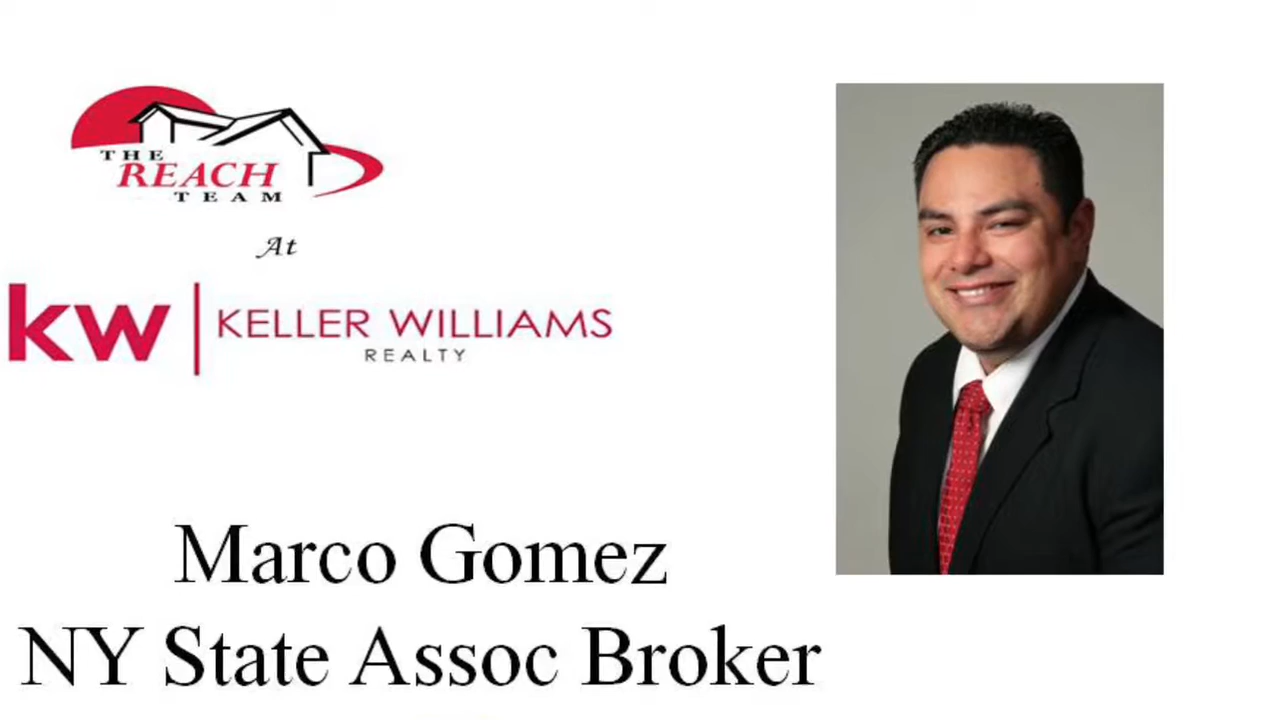 THE
REACH
TEAM
At
kw KELLER WILLIAMS
REALTY
Marco Gomez
NY State Assoc Broker